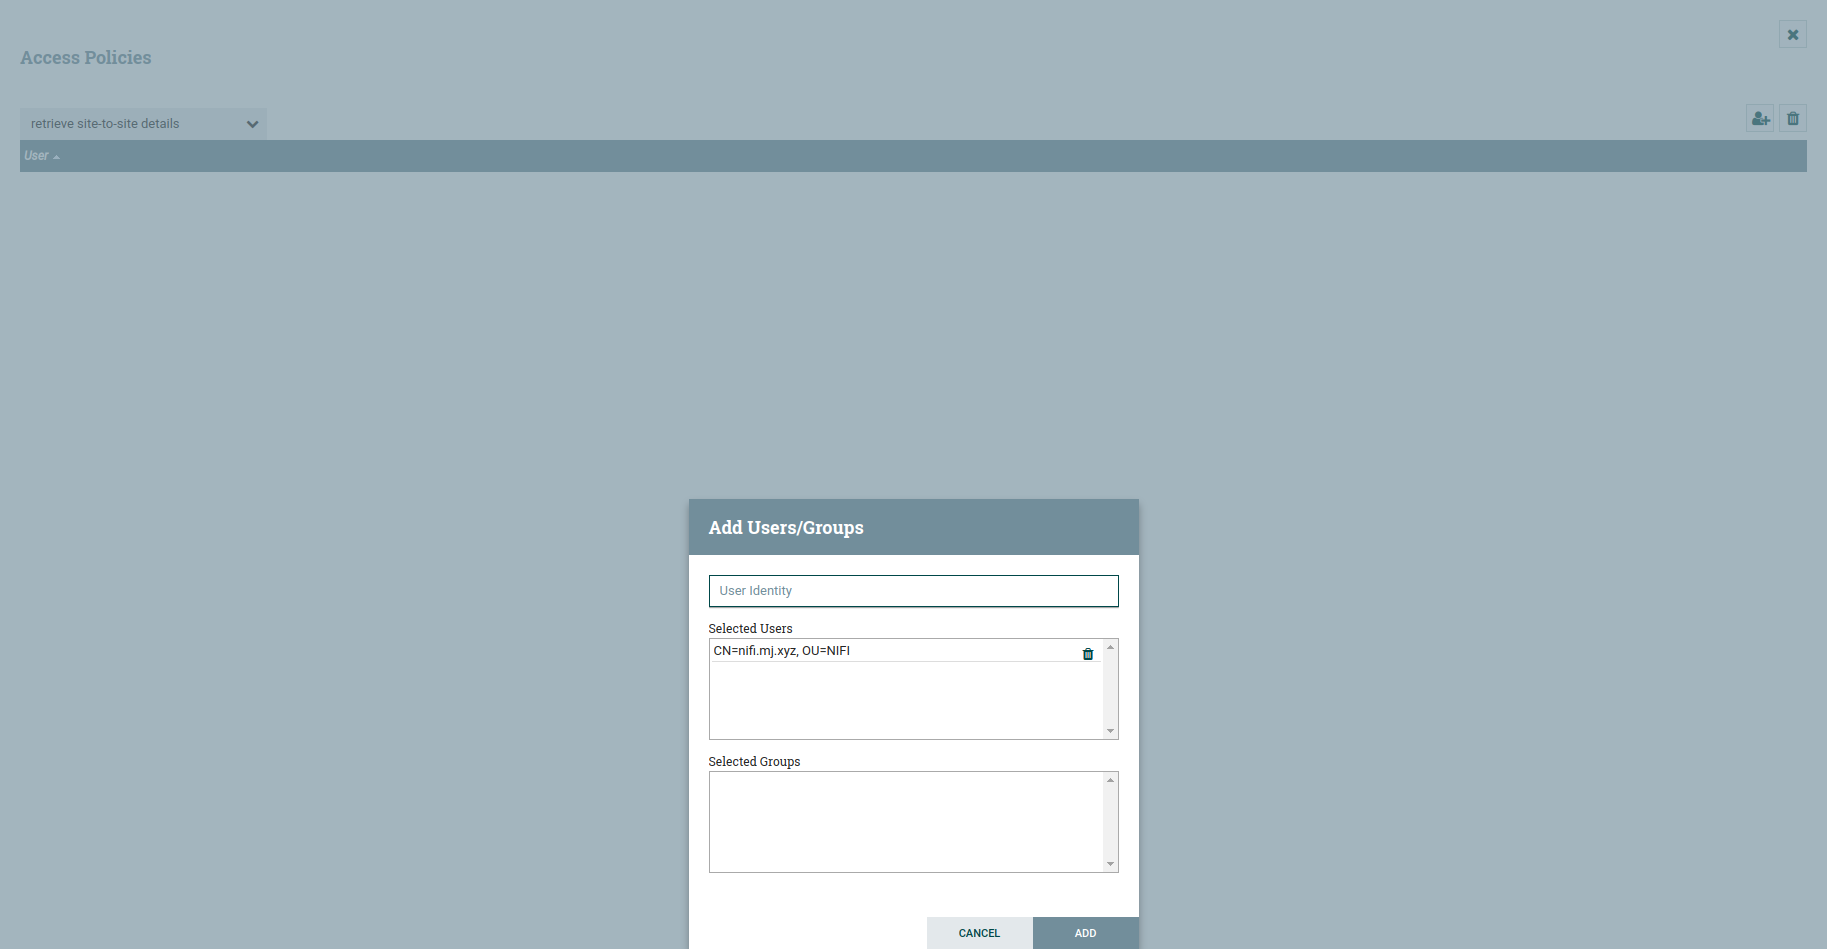 Access Policies
retrieve site-to-site details
User
Add Users/Groups
User Identity
Selected Users
CN=nifi.mj.xyz, OU=NIFI
Selected Groups
CANCEL
ADD